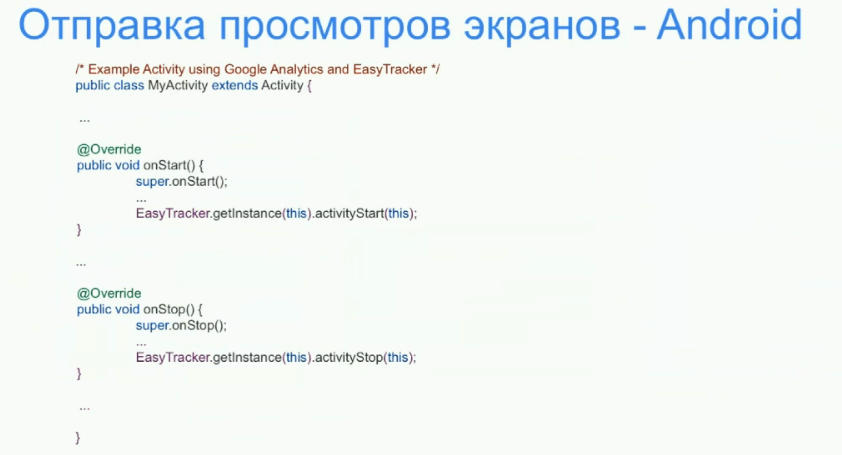 Отправка просмотров экранов - Android
/* Example Activity using Google Analytics and EasyTracker */
public class MyActivity extends Activity {
...
@Override
public void onStart() {
super.onStart();
...
EasyTracker.getInstance(this).activityStart(this);
}
...
@Override
public void onStop() {
super.onStop();
...
EasyTracker.getInstance(this).activityStop(this);
}
...
}